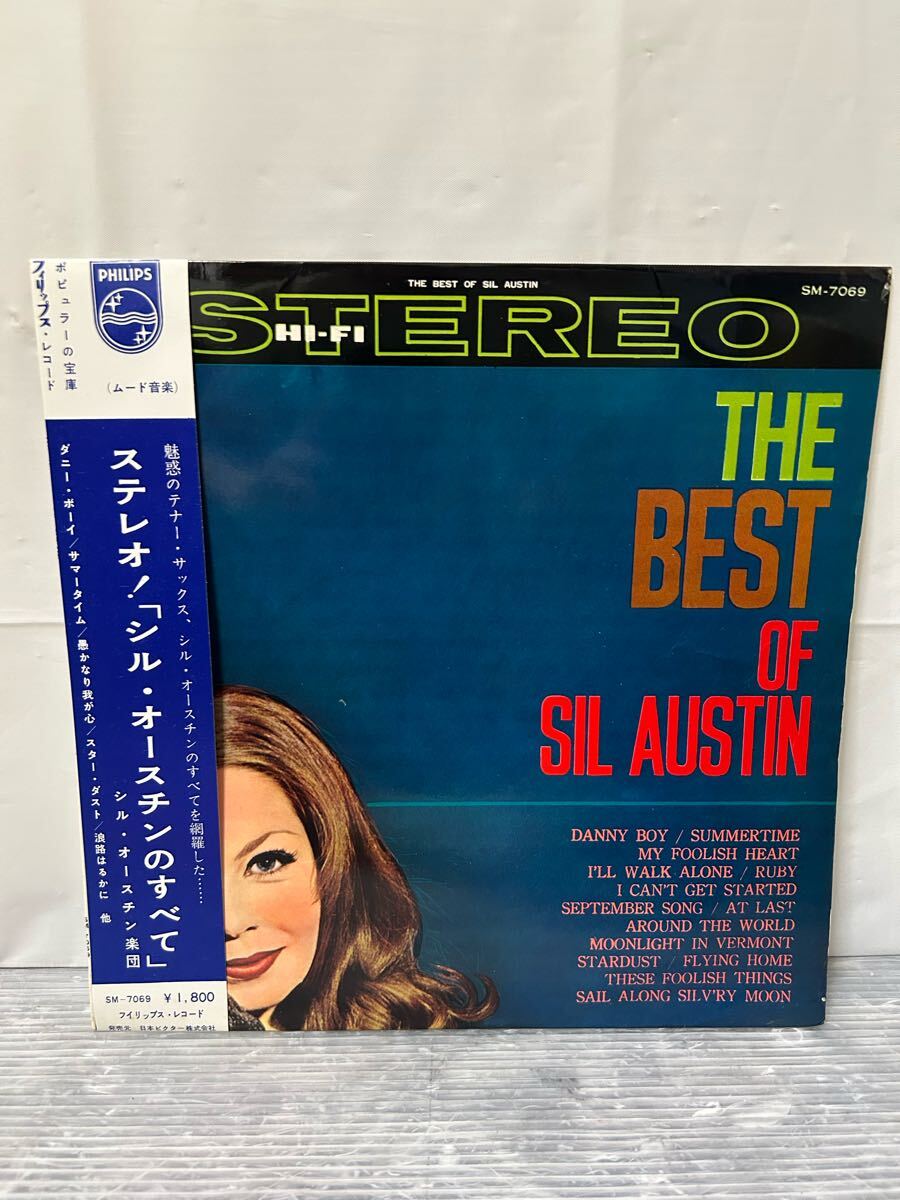 フィリップス・レコード
ポピュラーの宝庫
PHILIPS
(ムード音楽)
魅惑のテナー・サックス、シル・オースチンのすべてを網羅した……
ステレオ!「シル・オースチンのすべて」
シル・オースチン楽団
ダニー・ボーイ/サマータイム/愚かなり我が心/スター・ダスト/浪路はるかに 他
SM-7069 ¥1,800
フイリップス・レコード
発売元 日本ビクター株式会社
THE BEST OF SIL AUSTIN
SM-7069
STEREO
HI-FI
THE
BEST
OF
SIL AUSTIN
DANNY BOY / SUMMERTIME
MY FOOLISH HEART
I'LL WALK ALONE / RUBY
I CAN'T GET STARTED
SEPTEMBER SONG / AT LAST
AROUND THE WORLD
MOONLIGHT IN VERMONT
STARDUST / FLYING HOME
THESE FOOLISH THINGS
SAIL ALONG SILV'RY MOON